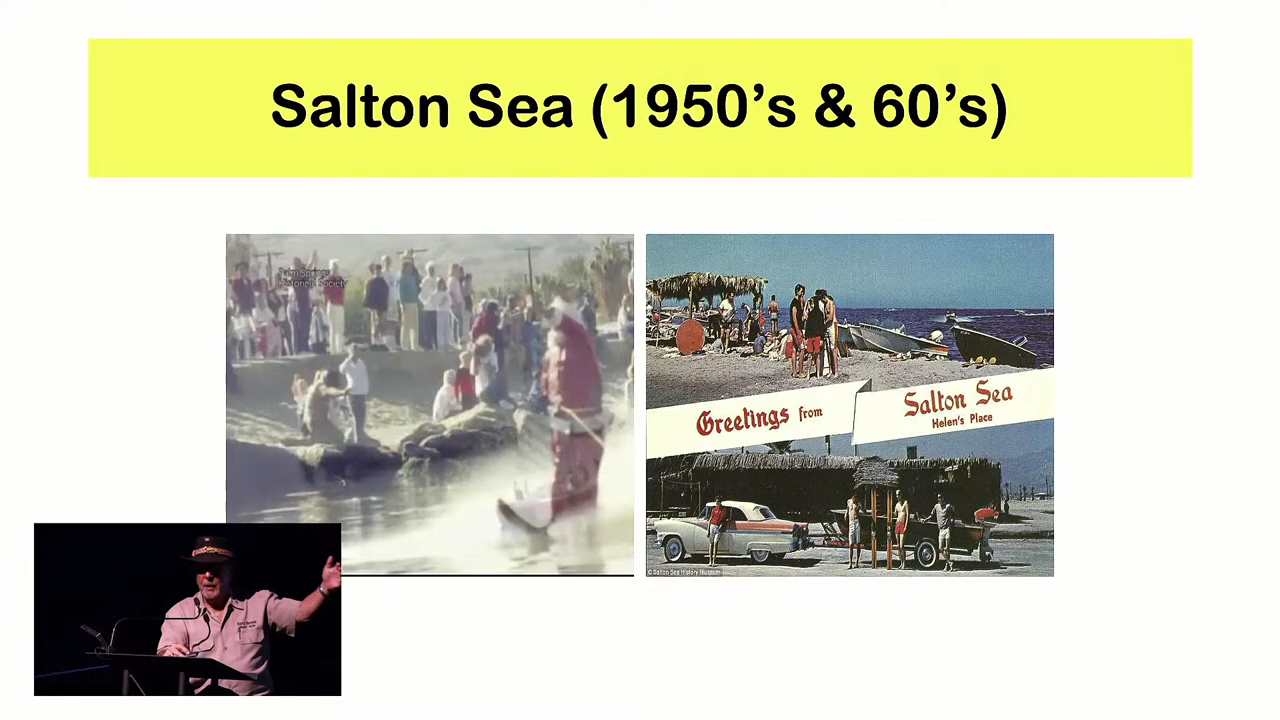 Salton Sea (1950’s & 60’s)
Palm Springs
Historical Society
Greetings from
Salton Sea
Helen's Place
© Salton Sea History Museum